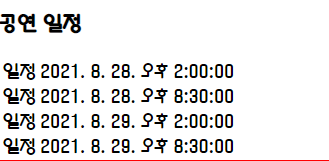 공연 일정
일정 2021. 8. 28. 오후 2:00:00
일정 2021. 8. 28. 오후 8:30:00
일정 2021. 8. 29. 오후 2:00:00
일정 2021. 8. 29. 오후 8:30:00